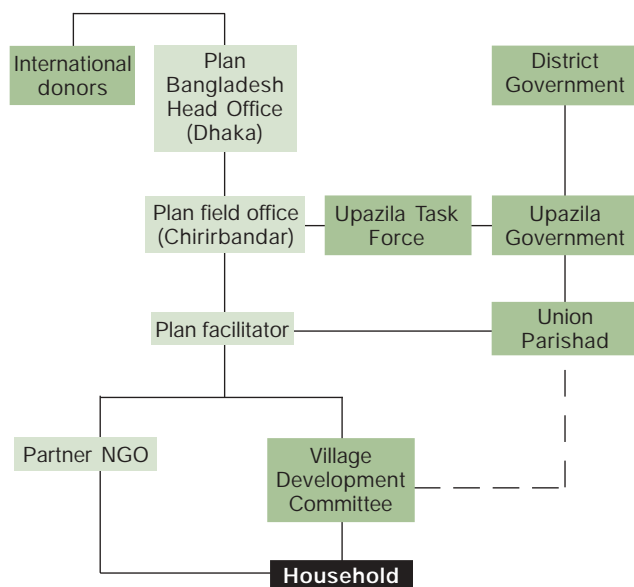 International
donors
Plan
Bangladesh
Head Office
(Dhaka)
District
Government
Plan field office
(Chirirbandar)
Upazila Task
Force
Upazila
Government
Plan facilitator
Union
Parishad
Partner NGO
Village
Development
Committee
Household